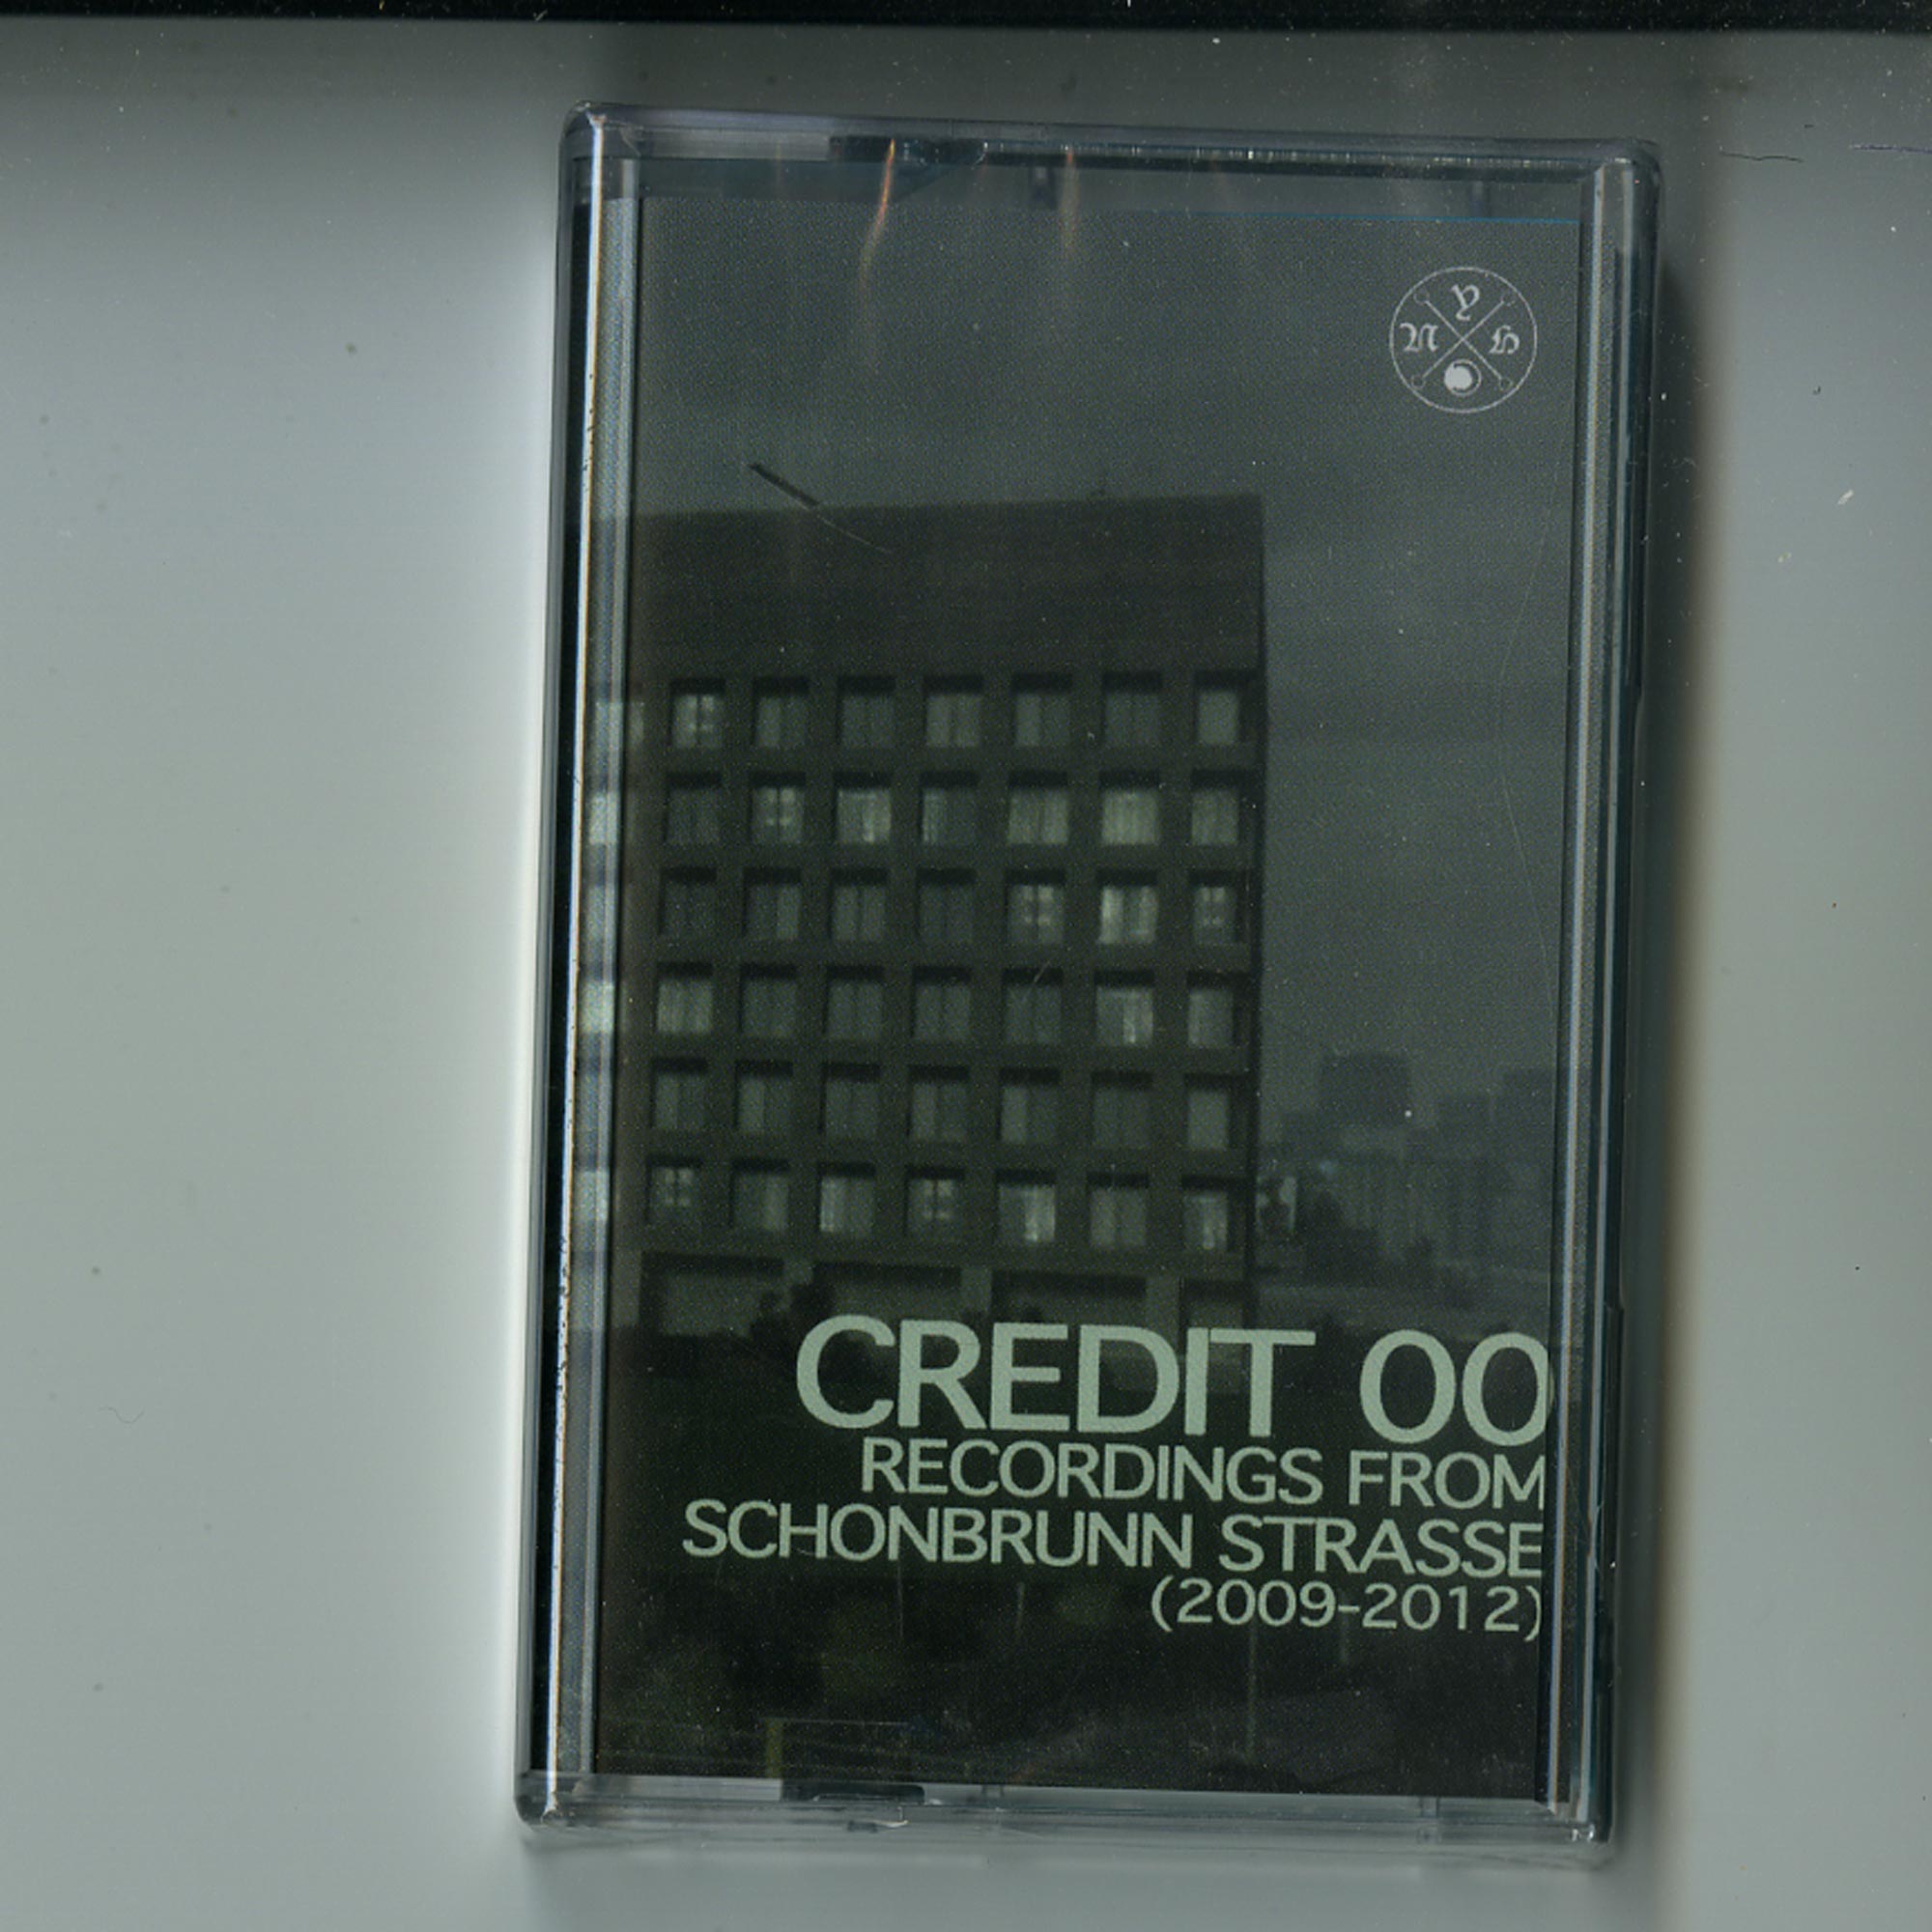 CREDIT 00
RECORDINGS FROM
SCHONBRUNN STRASSE
(2009-2012)